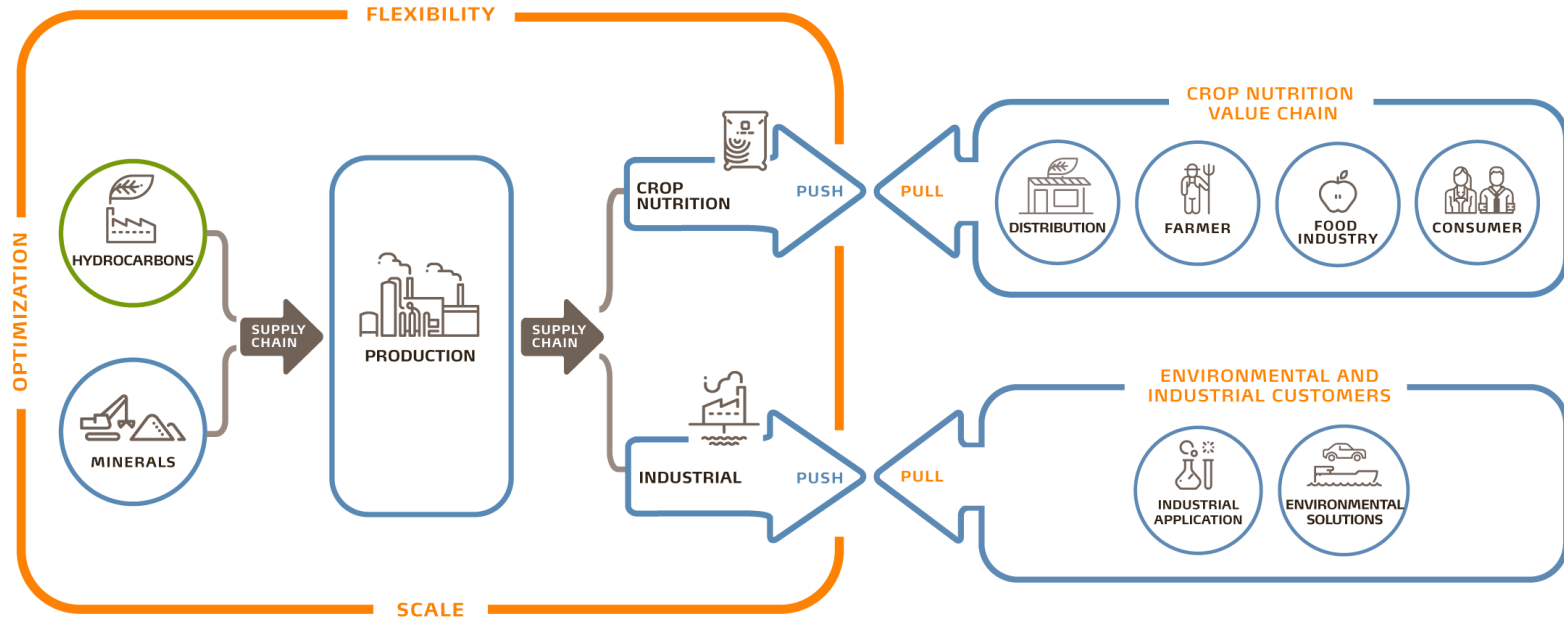 FLEXIBILITY
OPTIMIZATION
HYDROCARBONS
MINERALS
SUPPLY
CHAIN
PRODUCTION
SUPPLY
CHAIN
CROP
NUTRITION
PUSH
PULL
CROP NUTRITION
VALUE CHAIN
DISTRIBUTION
FARMER
FOOD
INDUSTRY
CONSUMER
INDUSTRIAL
PUSH
PULL
ENVIRONMENTAL AND
INDUSTRIAL CUSTOMERS
INDUSTRIAL
APPLICATION
ENVIRONMENTAL
SOLUTIONS
SCALE